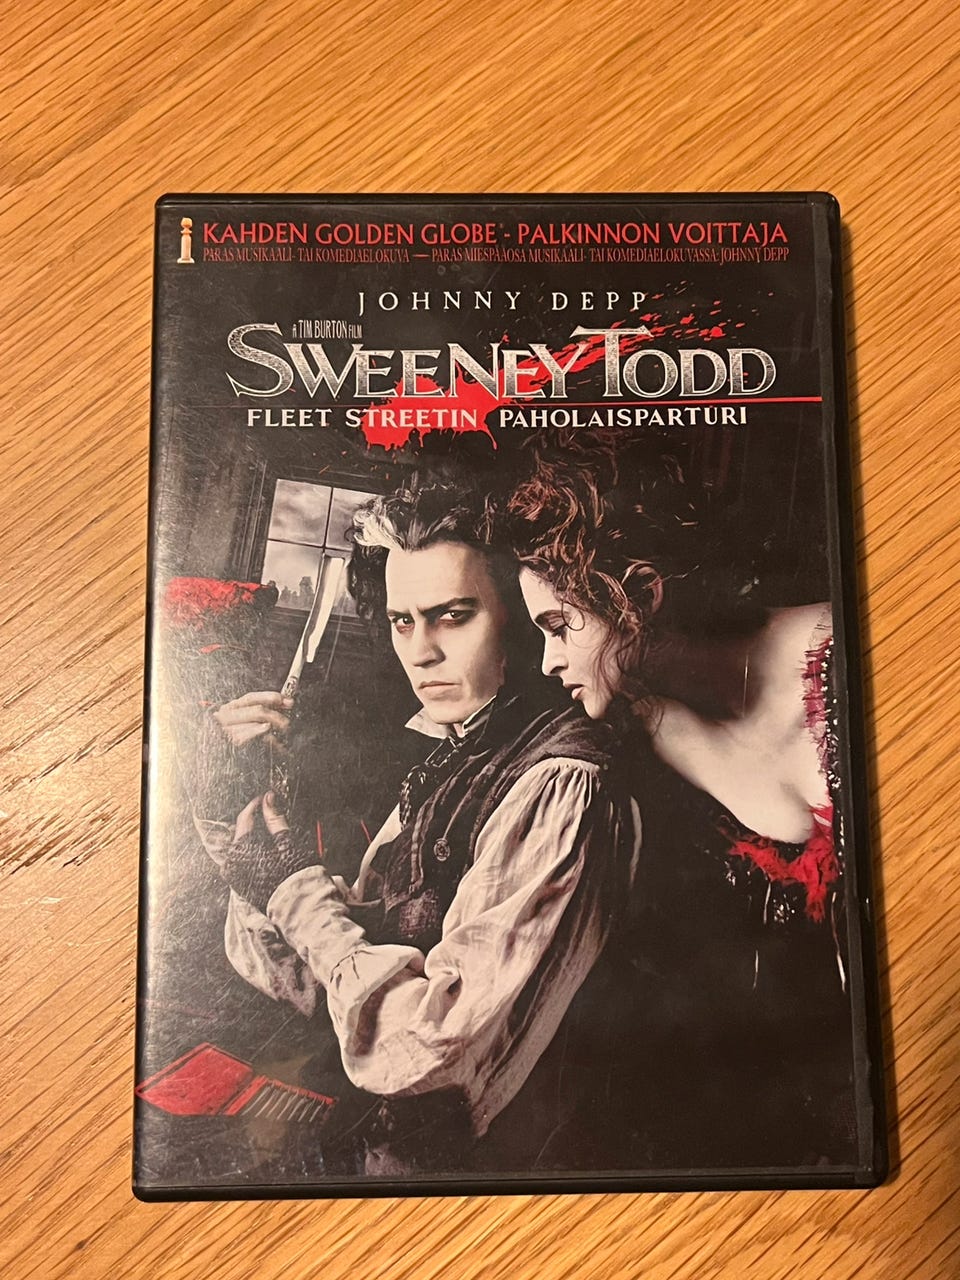 KAHDEN GOLDEN GLOBE - PALKINNON VOITTAJA
PARAS MUSIKAALI- TAI KOMEDIAELOKUVA — PARAS MIESPÄÄOSA MUSIKAALI- TAI KOMEDIAELOKUVASSA: JOHNNY DEPP
JOHNNY DEPP
A TIM BURTON FILM
SWEENEY TODD
FLEET STREETIN PAHOLAISPARTURI